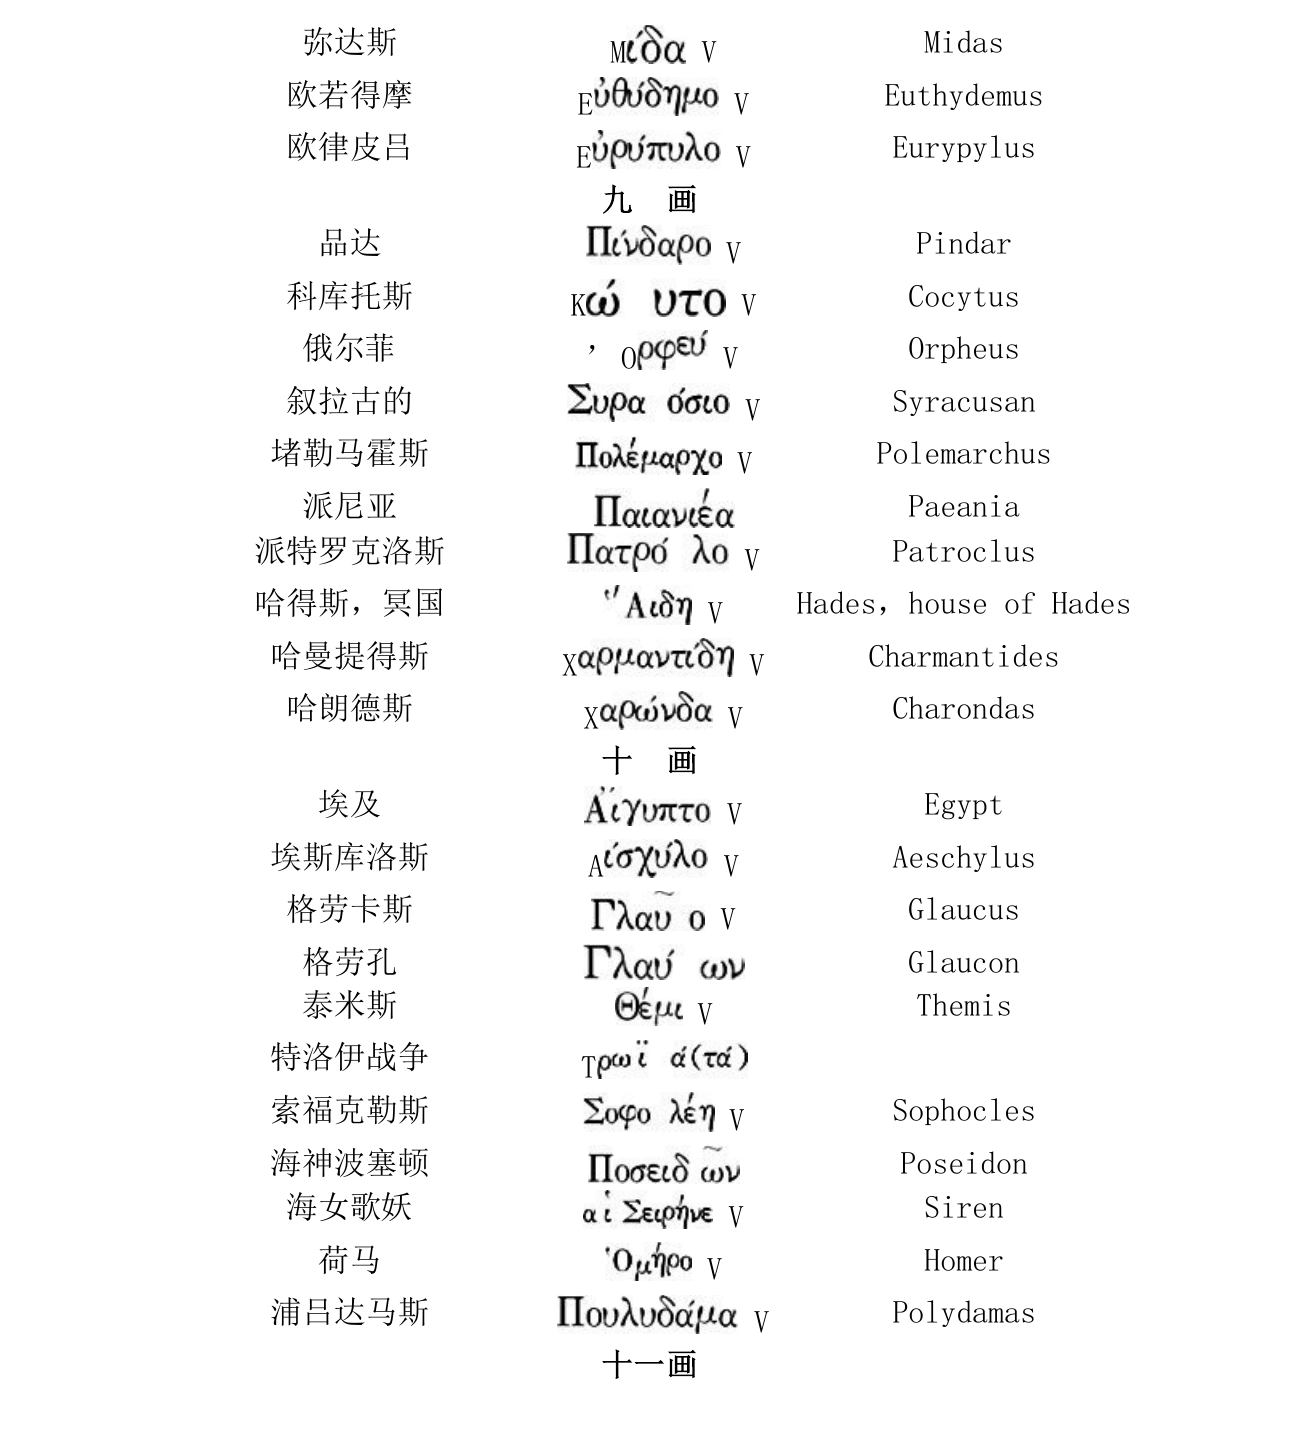 弥达斯 Μίδα V Midas
欧若得摩 Εὐθύδημο V Euthydemus
欧律皮吕 Εὐρύπυλο V Eurypylus
九 画
品达 Πίνδαρο V Pindar
科库托斯 Κώ υτο V Cocytus
俄尔菲 ᾿ Ορφεύ V Orpheus
叙拉古的 Συρα όσιο V Syracusan
堵勒马霍斯 Πολέμαρχο V Polemarchus
派尼亚 Παιανιέα Paeania
派特罗克洛斯 Πατρό λο V Patroclus
哈得斯，冥国 ῞Αιδη V Hades，house of Hades
哈曼提得斯 Χαρμαντίδη V Charmantides
哈朗德斯 Χαρώνδα V Charondas
十 画
埃及 Αἴγυπτο V Egypt
埃斯库洛斯 Αίσχύλο V Aeschylus
格劳卡斯 Γλαῦ ο V Glaucus
格劳孔 Γλαύ ων Glaucon
泰米斯 Θέμι V Themis
特洛伊战争 Τρωϊ ά(τά)
索福克勒斯 Σοφο λέη V Sophocles
海神波塞顿 Ποσειδῶν Poseidon
海女歌妖 αἱ Σειρήνε V Siren
荷马 Ὁμήρο V Homer
浦吕达马斯 Πουλυδάμα V Polydamas
十一画